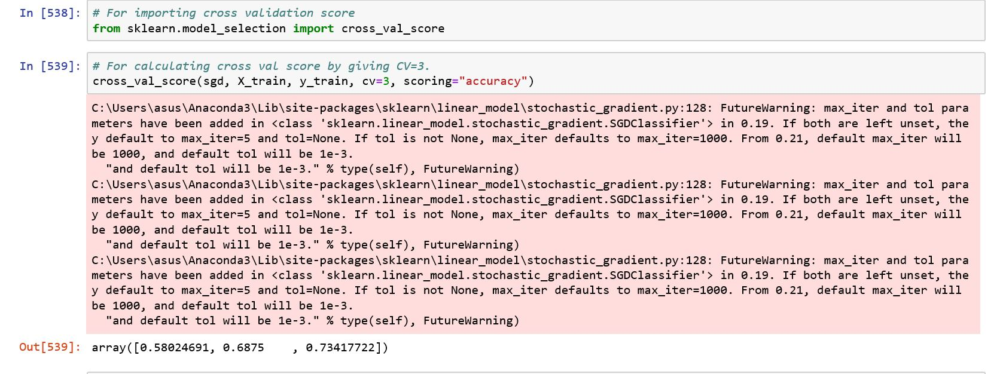 In [538]:
# For importing cross validation score
from sklearn.model_selection import cross_val_score
In [539]:
# For calculating cross val score by giving CV=3.
cross_val_score(sgd, X_train, y_train, cv=3, scoring="accuracy")
C:\Users\asus\Anaconda3\Lib\site-packages\sklearn\linear_model\stochastic_gradient.py:128: FutureWarning: max_iter and tol para
meters have been added in <class 'sklearn.linear_model.stochastic_gradient.SGDClassifier'> in 0.19. If both are left unset, the
y default to max_iter=5 and tol=None. If tol is not None, max_iter defaults to max_iter=1000. From 0.21, default max_iter will
be 1000, and default tol will be 1e-3.
  "and default tol will be 1e-3." % type(self), FutureWarning)
C:\Users\asus\Anaconda3\Lib\site-packages\sklearn\linear_model\stochastic_gradient.py:128: FutureWarning: max_iter and tol para
meters have been added in <class 'sklearn.linear_model.stochastic_gradient.SGDClassifier'> in 0.19. If both are left unset, the
y default to max_iter=5 and tol=None. If tol is not None, max_iter defaults to max_iter=1000. From 0.21, default max_iter will
be 1000, and default tol will be 1e-3.
  "and default tol will be 1e-3." % type(self), FutureWarning)
C:\Users\asus\Anaconda3\Lib\site-packages\sklearn\linear_model\stochastic_gradient.py:128: FutureWarning: max_iter and tol para
meters have been added in <class 'sklearn.linear_model.stochastic_gradient.SGDClassifier'> in 0.19. If both are left unset, the
y default to max_iter=5 and tol=None. If tol is not None, max_iter defaults to max_iter=1000. From 0.21, default max_iter will
be 1000, and default tol will be 1e-3.
  "and default tol will be 1e-3." % type(self), FutureWarning)
Out[539]: array([0.58024691, 0.6875    , 0.73417722])